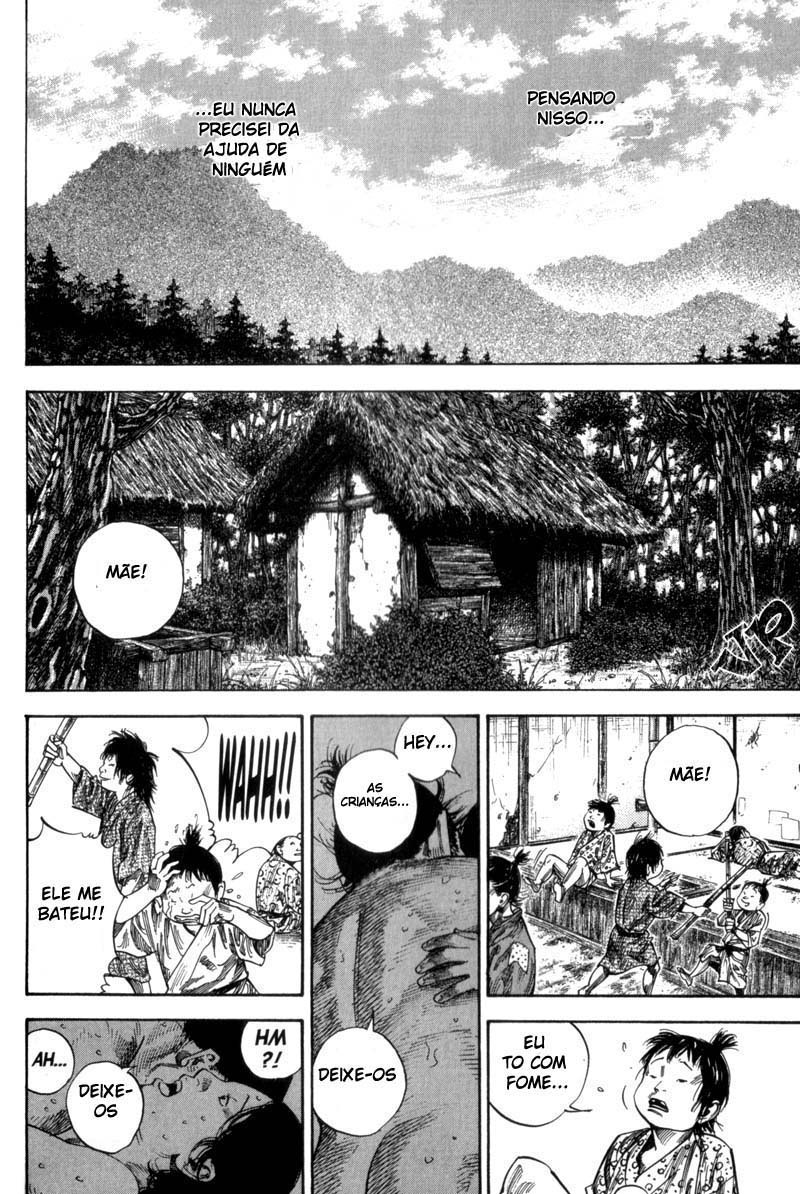 PENSANDO
NISSO...
...EU NUNCA
PRECISEI DA
AJUDA DE
NINGUÉM
MÃE!
MÃE!
HEY...
AS
CRIANÇAS...
DEIXE-OS
WAHH!!
ELE ME
BATEU!!
EU
TO COM
FOME...
HM
?!
AH...
DEIXE-
OS